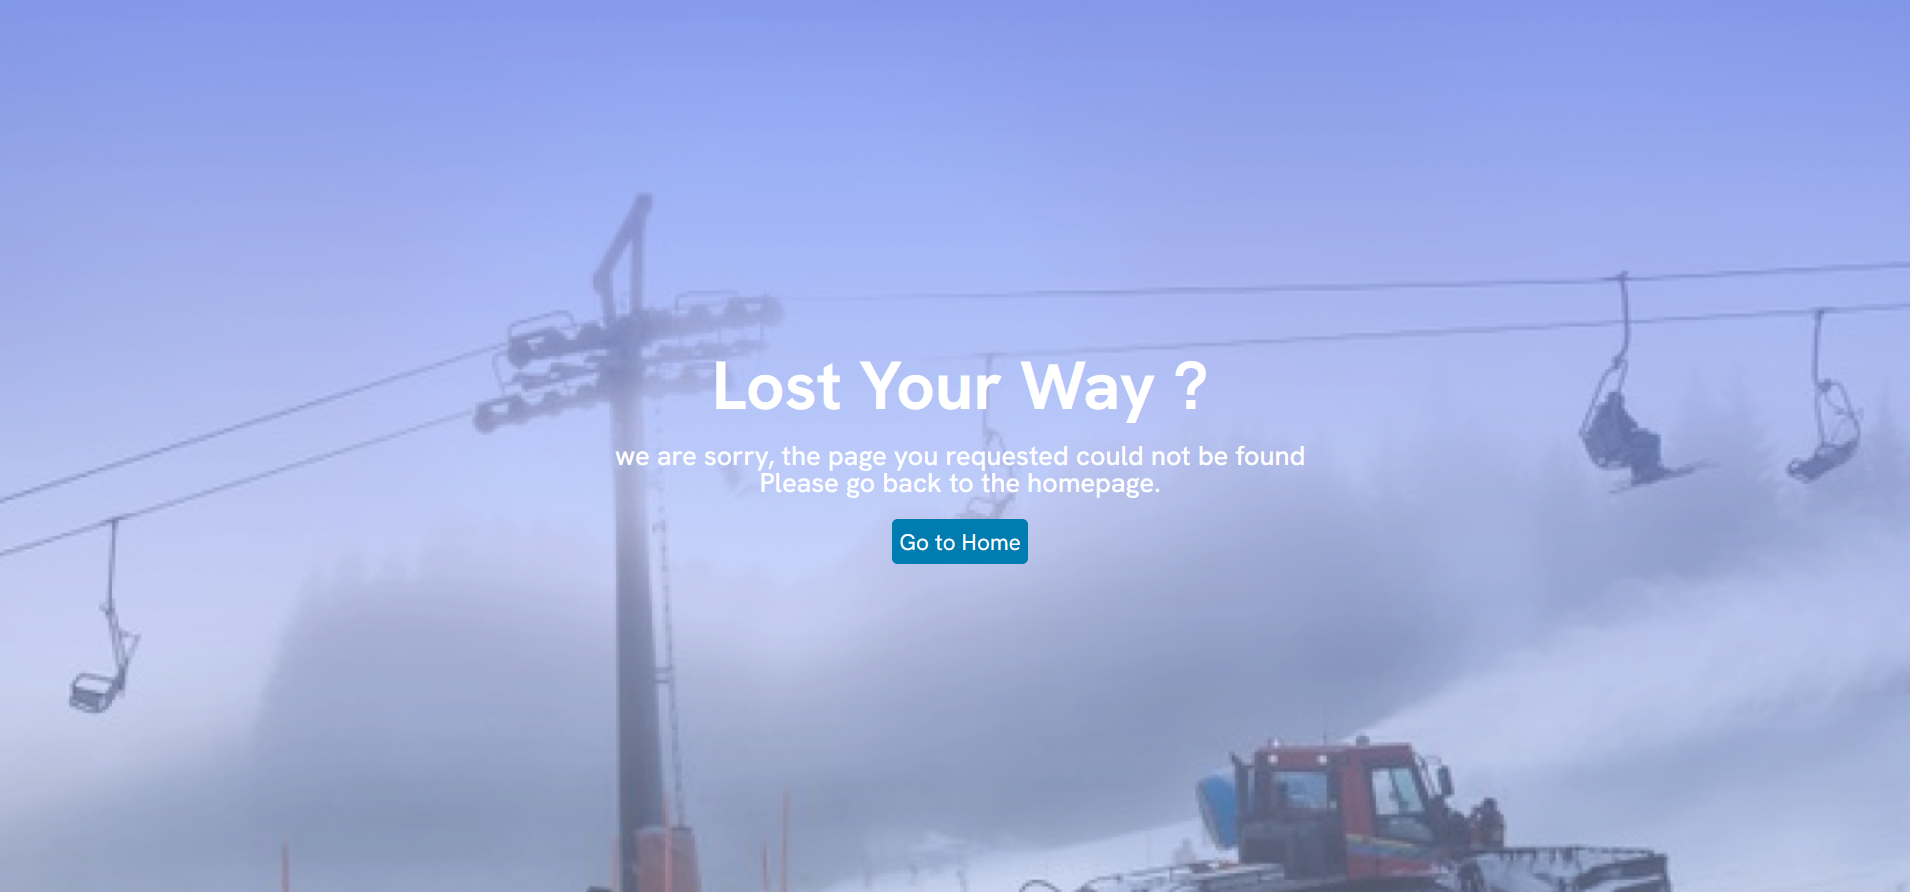 Lost Your Way ?
we are sorry, the page you requested could not be found
Please go back to the homepage.
Go to Home